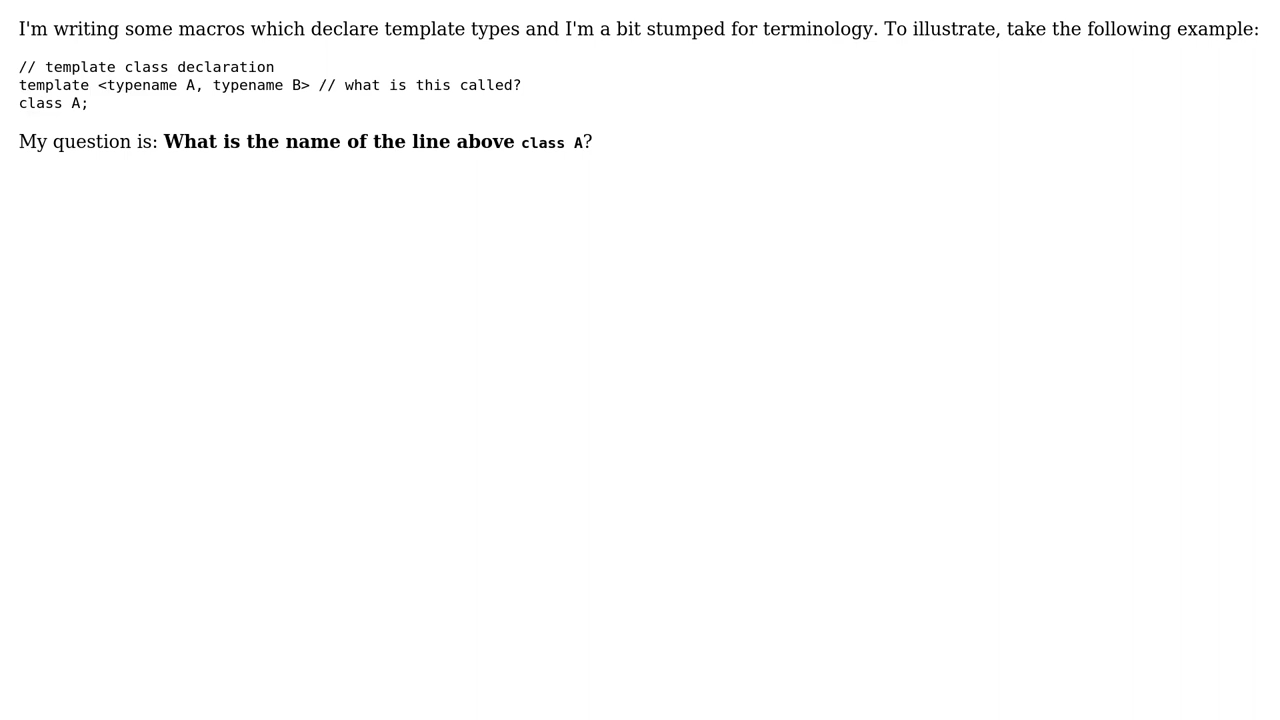 I'm writing some macros which declare template types and I'm a bit stumped for terminology. To illustrate, take the following example:
// template class declaration
template <typename A, typename B> // what is this called?
class A;
My question is: What is the name of the line above class A?